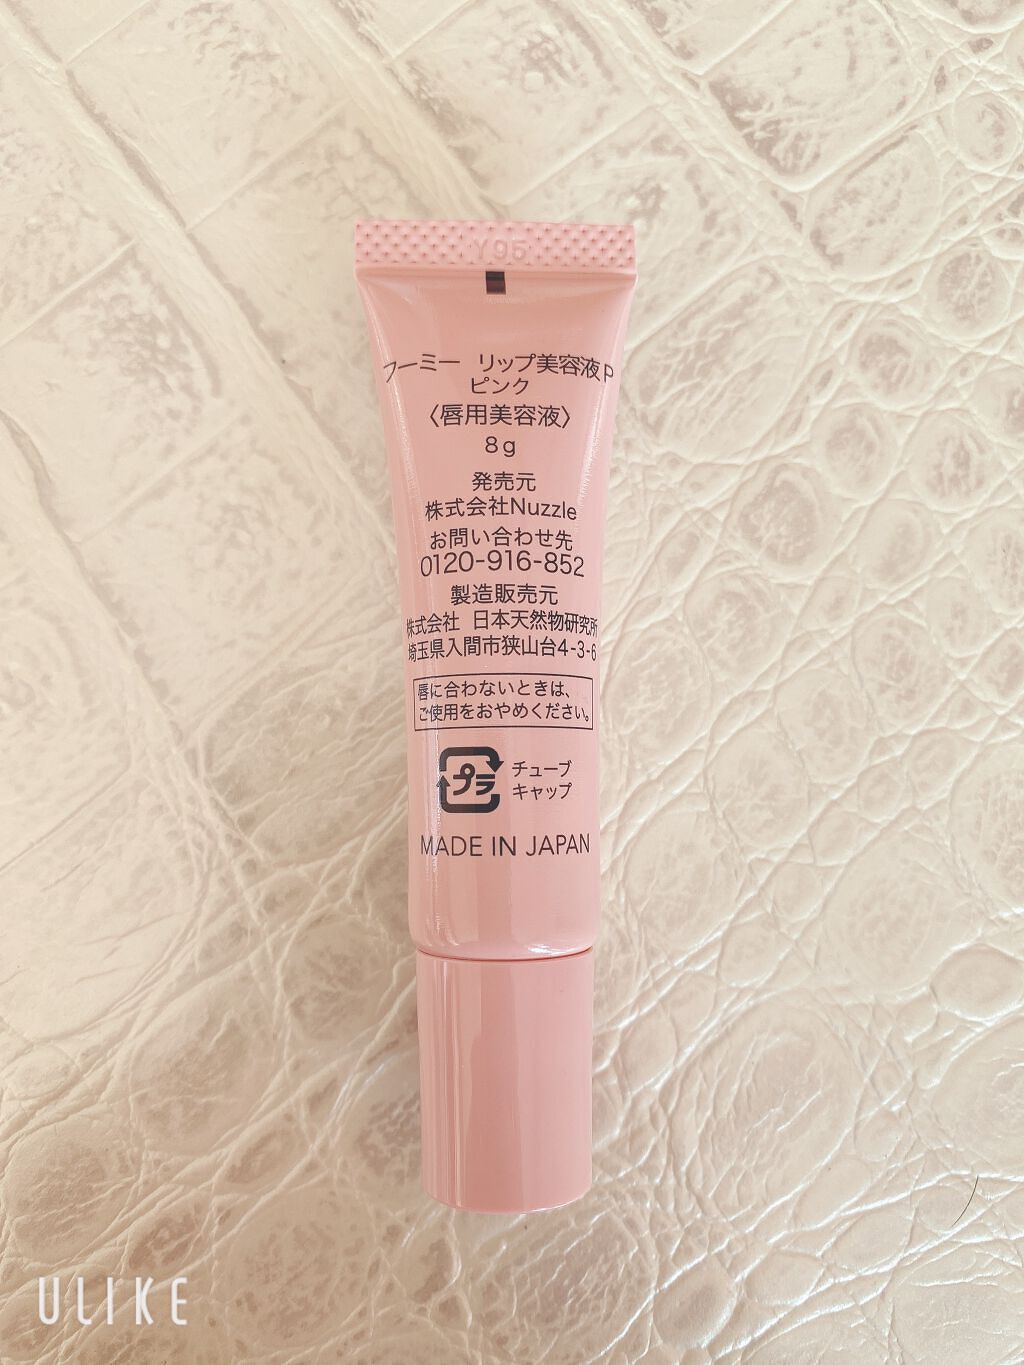 Y95
フーミー リップ美容液P
ピンク
〈唇用美容液〉
8g
発売元
株式会社Nuzzle
お問い合わせ先
0120-916-852
製造販売元
株式会社 日本天然物研究所
埼玉県入間市狭山台4-3-6
唇に合わないときは、
ご使用をおやめください。
プラ
チューブ
キャップ
MADE IN JAPAN
ULIKE